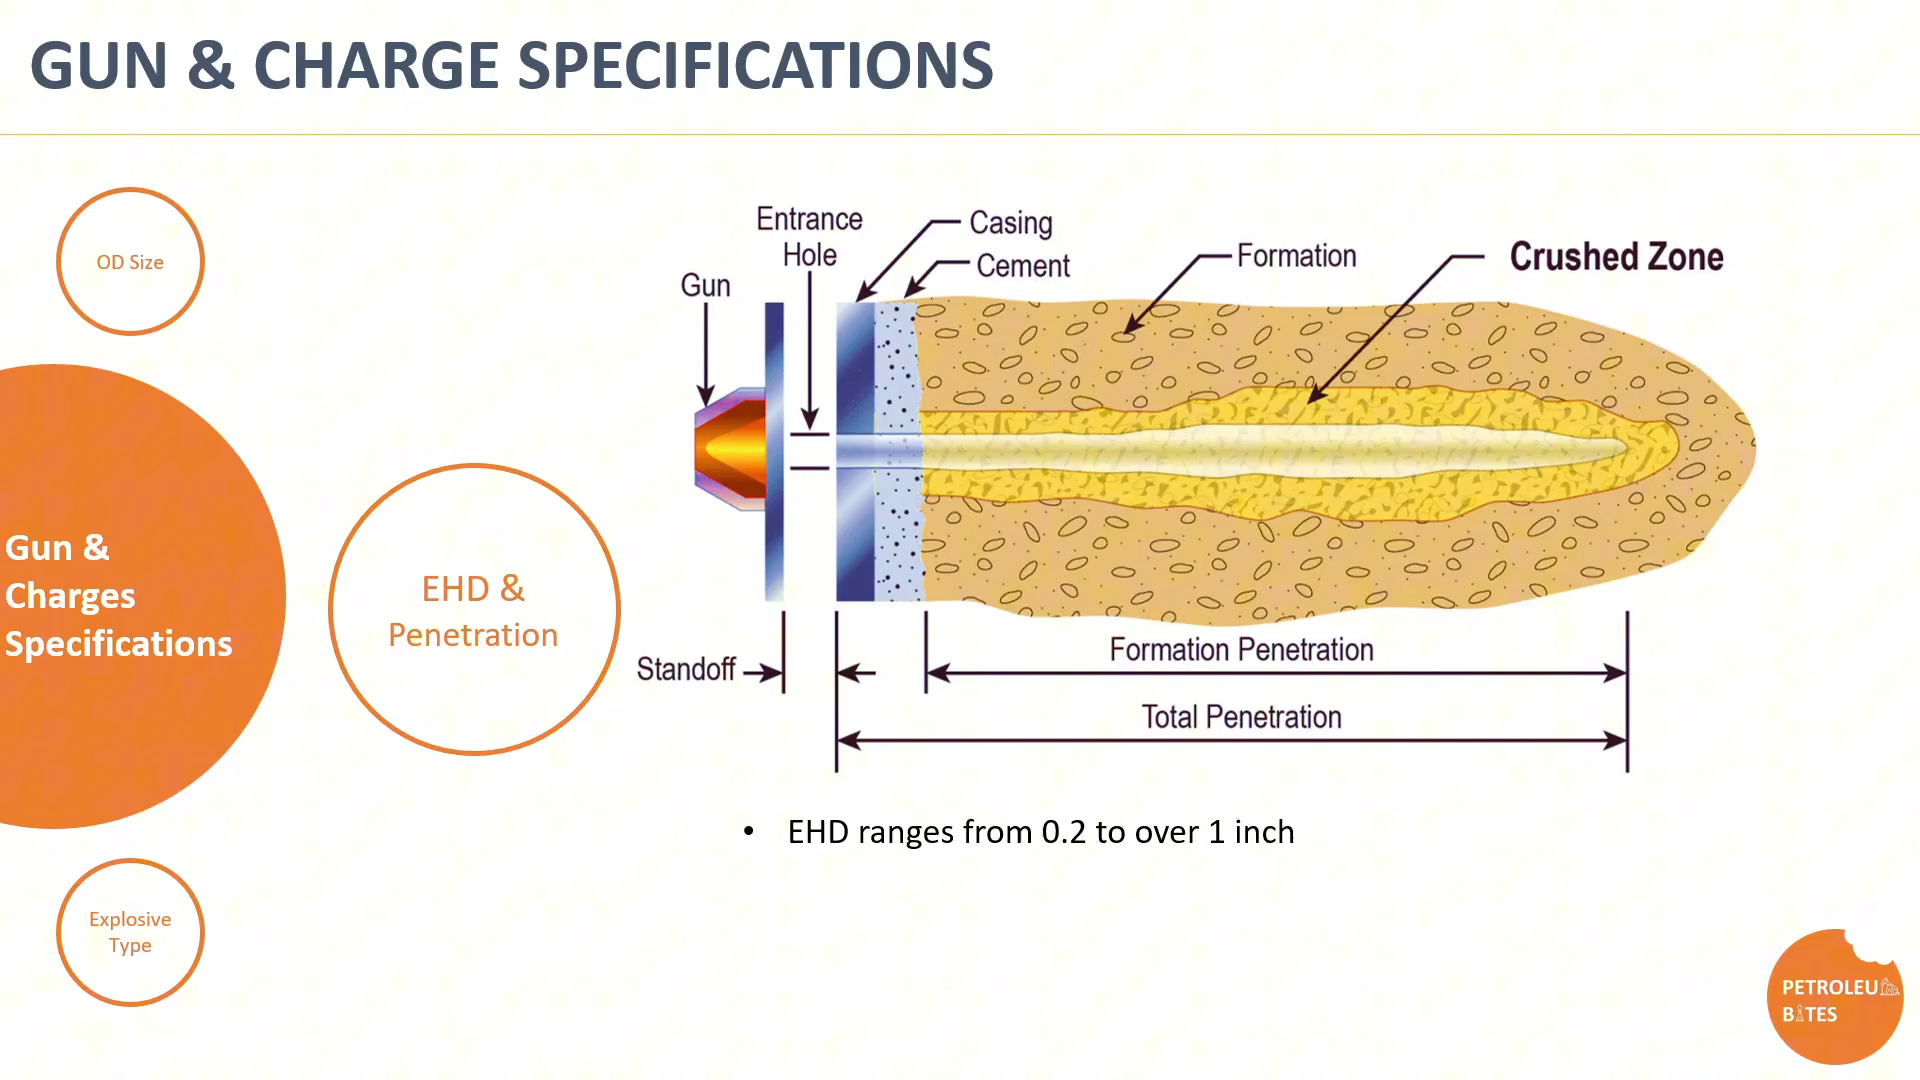 GUN & CHARGE SPECIFICATIONS
OD Size
Gun &
Charges
Specifications
Explosive
Type
EHD &
Penetration
Entrance
Hole
Casing
Cement
Gun
Formation
Crushed Zone
Standoff
Formation Penetration
Total Penetration
• EHD ranges from 0.2 to over 1 inch
PETROLEU
BITES